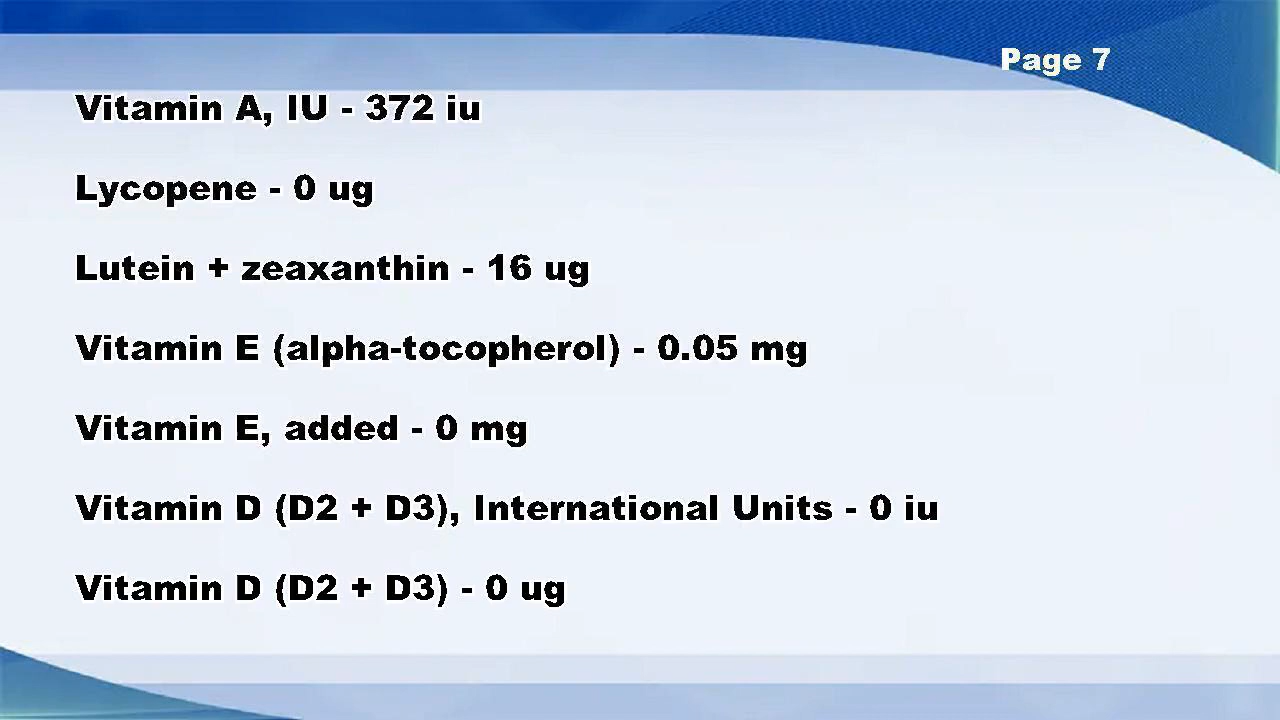 Page 7
Vitamin A, IU - 372 iu
Lycopene - 0 ug
Lutein + zeaxanthin - 16 ug
Vitamin E (alpha-tocopherol) - 0.05 mg
Vitamin E, added - 0 mg
Vitamin D (D2 + D3), International Units - 0 iu
Vitamin D (D2 + D3) - 0 ug